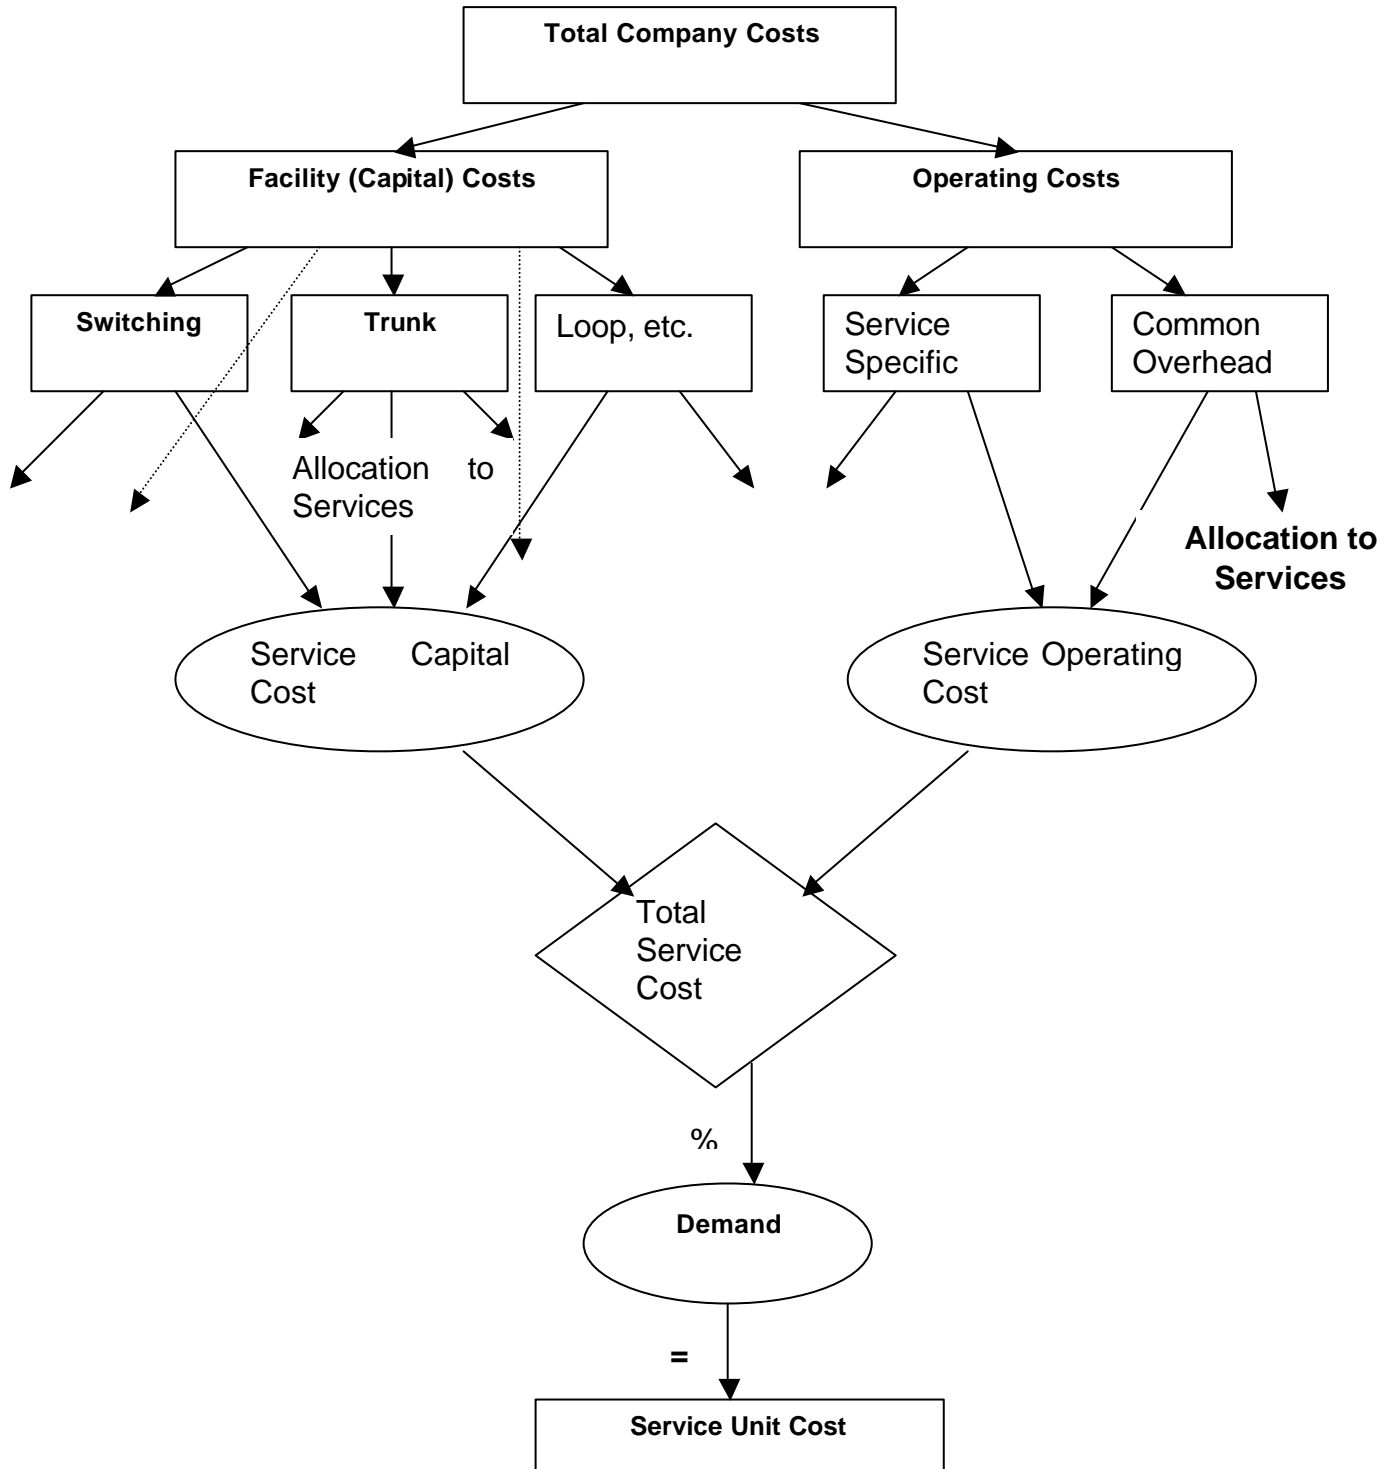 Total Company Costs
Facility (Capital) Costs
Operating Costs
Switching
Trunk
Loop, etc.
Service
Specific
Common
Overhead
Allocation to
Services
Allocation to
Services
Service Capital
Cost
Service Operating
Cost
Total
Service
Cost
%
Demand
=
Service Unit Cost